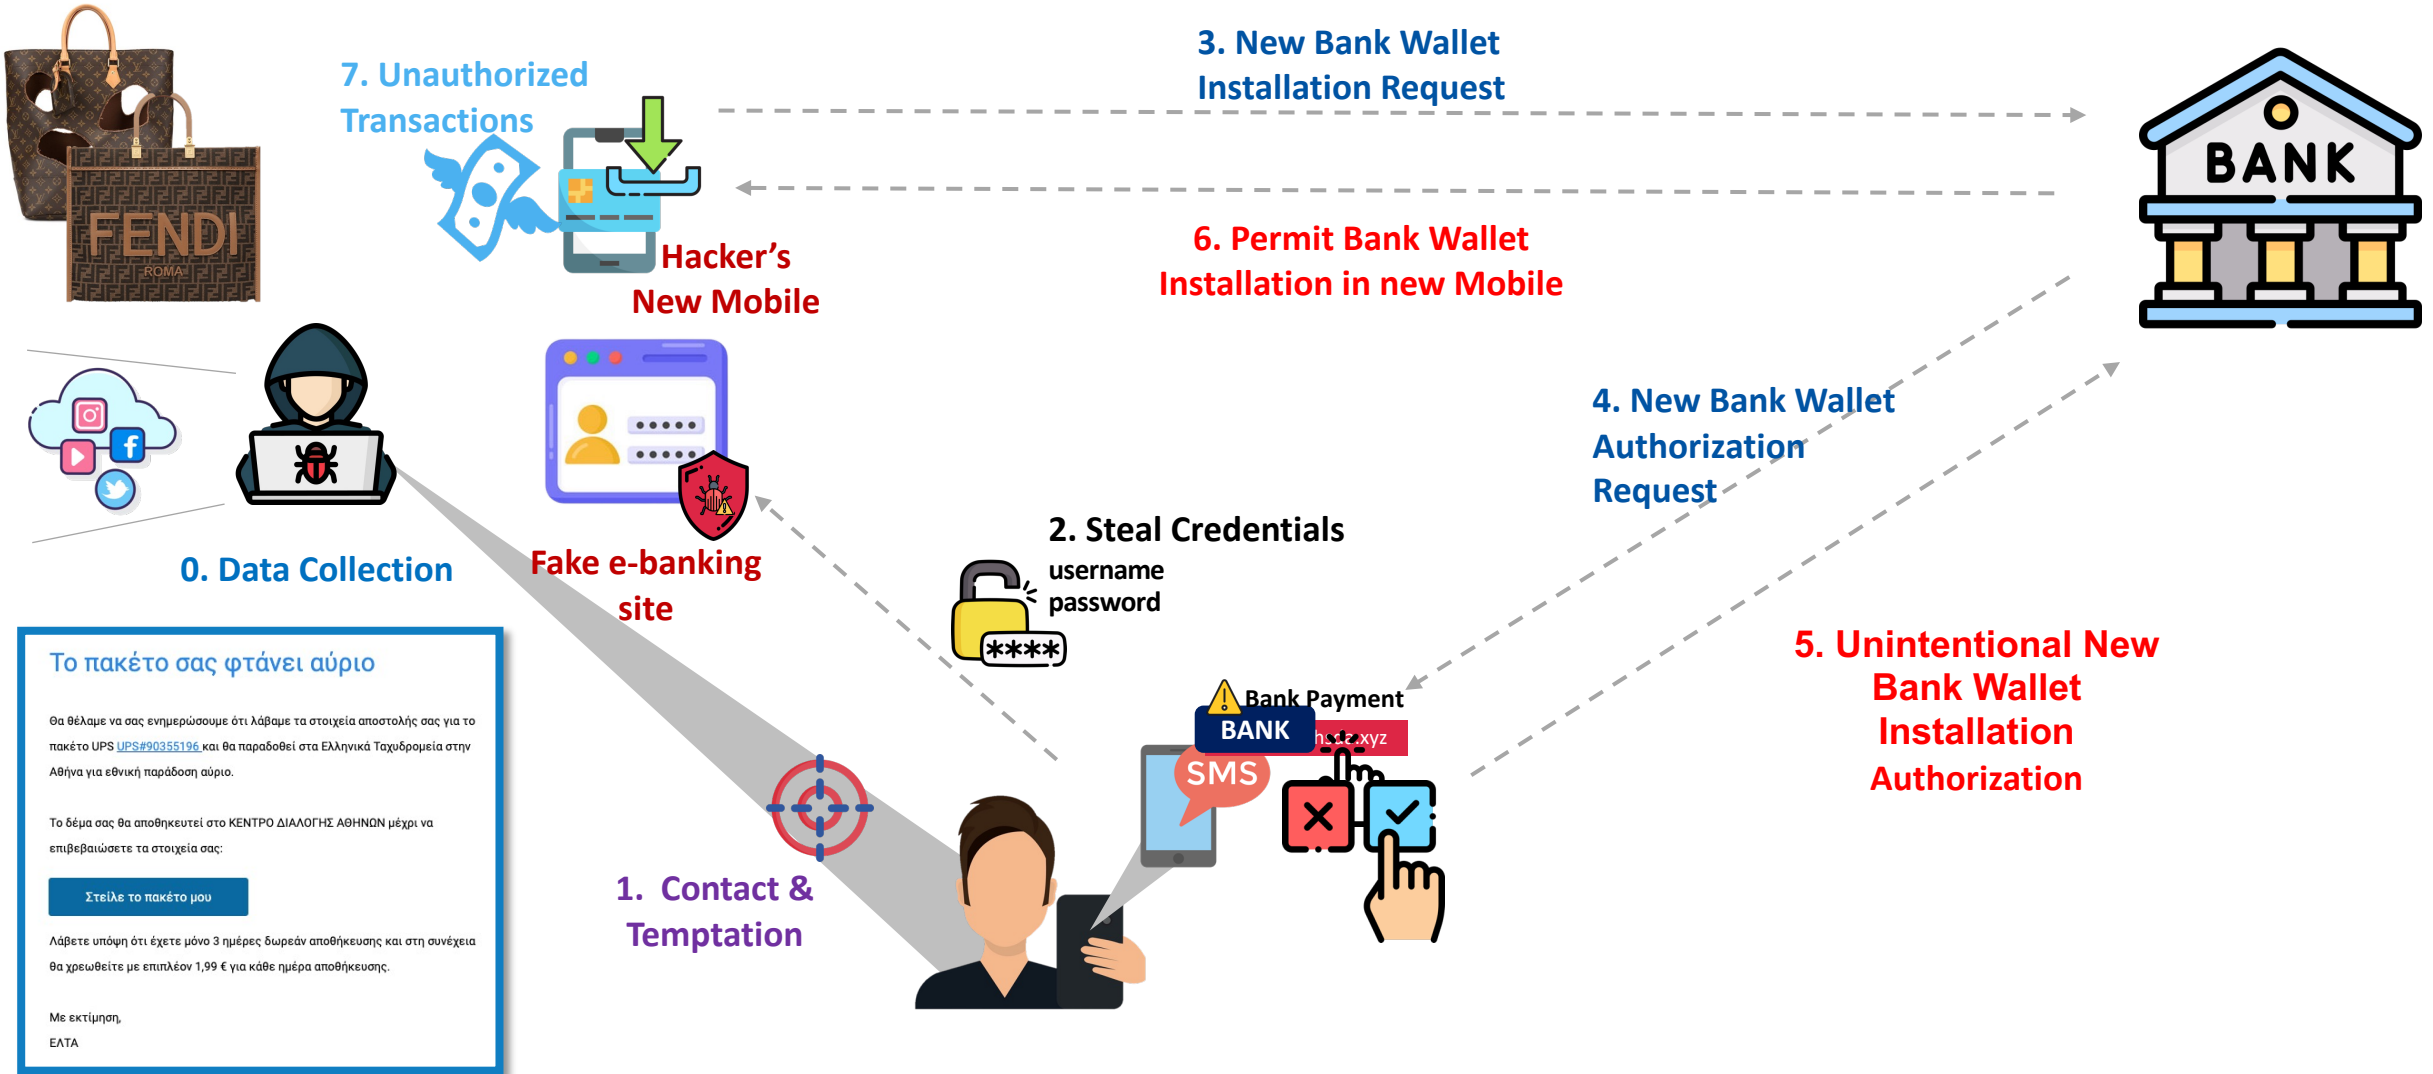 FENDI
ROMA
7. Unauthorized
Transactions
3. New Bank Wallet
Installation Request
BANK
Hacker's
New Mobile
6. Permit Bank Wallet
Installation in new Mobile
0. Data Collection
Fake e-banking
site
2. Steal Credentials
username
password
****
4. New Bank Wallet
Authorization
Request
5. Unintentional New
Bank Wallet
Installation
Authorization
Bank Payment
BANK
SMS
1. Contact &
Temptation
Το πακέτο σας φτάνει αύριο
Θα θέλαμε να σας ενημερώσουμε ότι λάβαμε τα στοιχεία αποστολής σας για το
πακέτο UPS UPS#90355196 και θα παραδοθεί στα Ελληνικά Ταχυδρομεία στην
Αθήνα για εθνική παράδοση αύριο.
Το δέμα σας θα αποθηκευτεί στο ΚΕΝΤΡΟ ΔΙΑΛΟΓΗΣ ΑΘΗΝΩΝ μέχρι να
επιβεβαιώσετε τα στοιχεία σας:
Στείλε το πακέτο μου
Λάβετε υπόψη ότι έχετε μόνο 3 ημέρες δωρεάν αποθήκευσης και στη συνέχεια
θα χρεωθείτε με επιπλέον 1,99 € για κάθε ημέρα αποθήκευσης.
Με εκτίμηση,
ΕΛΤΑ